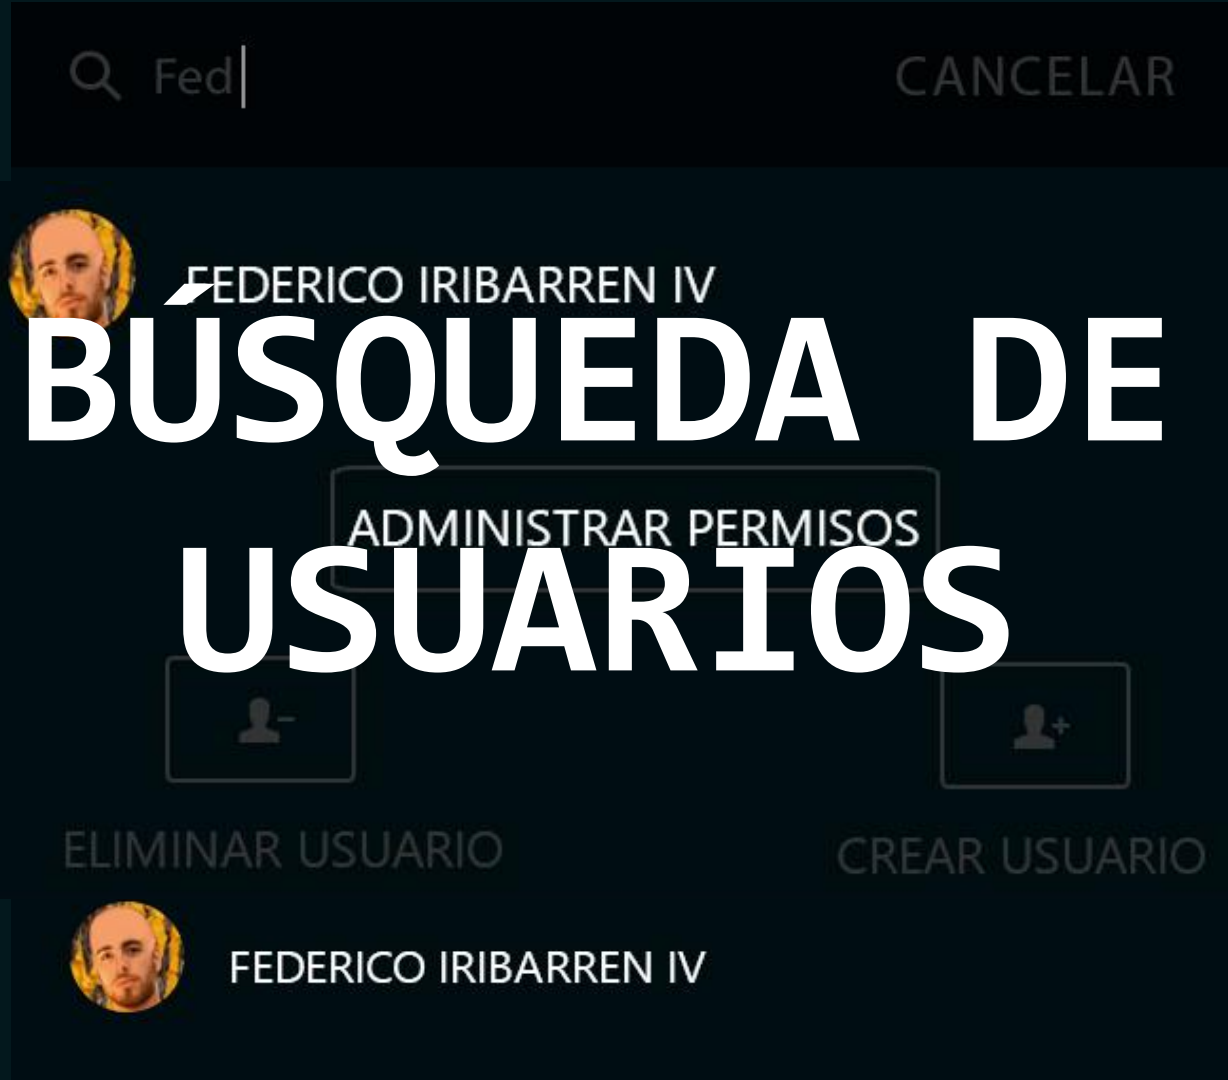 Fed CANCELAR
FEDERICO IRIBARREN IV
BÚSQUEDA DE
ADMINISTRAR PERMISOS
USUARIOS
ELIMINAR USUARIO CREAR USUARIO
FEDERICO IRIBARREN IV